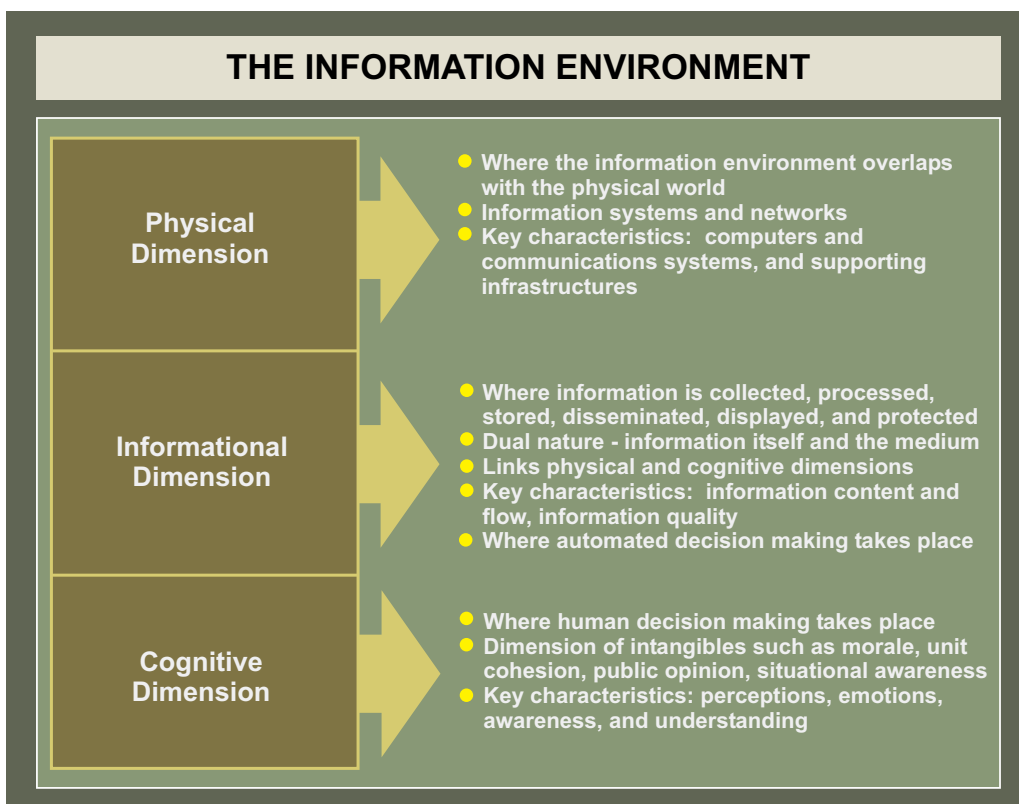 THE INFORMATION ENVIRONMENT
Physical
Dimension
Where the information environment overlaps
with the physical world
Information systems and networks
Key characteristics: computers and
communications systems, and supporting
infrastructures
Informational
Dimension
Where information is collected, processed,
stored, disseminated, displayed, and protected
Dual nature - information itself and the medium
Links physical and cognitive dimensions
Key characteristics: information content and
flow, information quality
Where automated decision making takes place
Cognitive
Dimension
Where human decision making takes place
Dimension of intangibles such as morale, unit
cohesion, public opinion, situational awareness
Key characteristics: perceptions, emotions,
awareness, and understanding